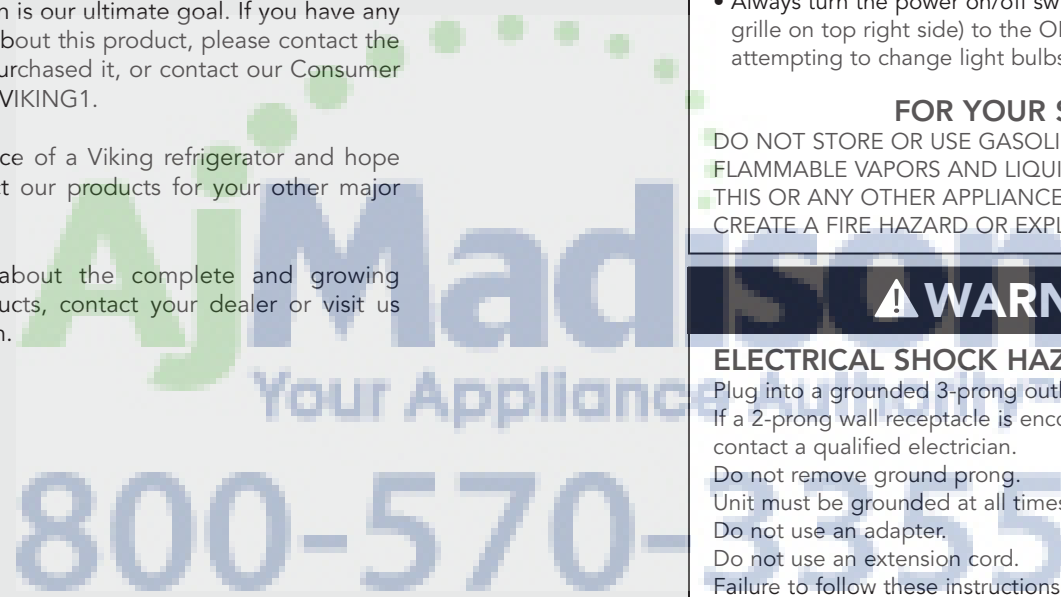 n is our ultimate goal. If you have any
bout this product, please contact the
urchased it, or contact our Consumer
VIKING1.
ce of a Viking refrigerator and hope
ct our products for your other major
about the complete and growing
ucts, contact your dealer or visit us
n.
• Always turn the power on/off sw
grille on top right side) to the O
attempting to change light bulbs
FOR YOUR S
DO NOT STORE OR USE GASOLI
FLAMMABLE VAPORS AND LIQUI
THIS OR ANY OTHER APPLIANCE
CREATE A FIRE HAZARD OR EXPL
WARN
ELECTRICAL SHOCK HAZ
Plug into a grounded 3-prong outl
If a 2-prong wall receptacle is enco
contact a qualified electrician.
Do not remove ground prong.
Unit must be grounded at all times
Do not use an adapter.
Do not use an extension cord.
Failure to follow these instructions
AjMadison
Your Appliance Authority
800-570-3355